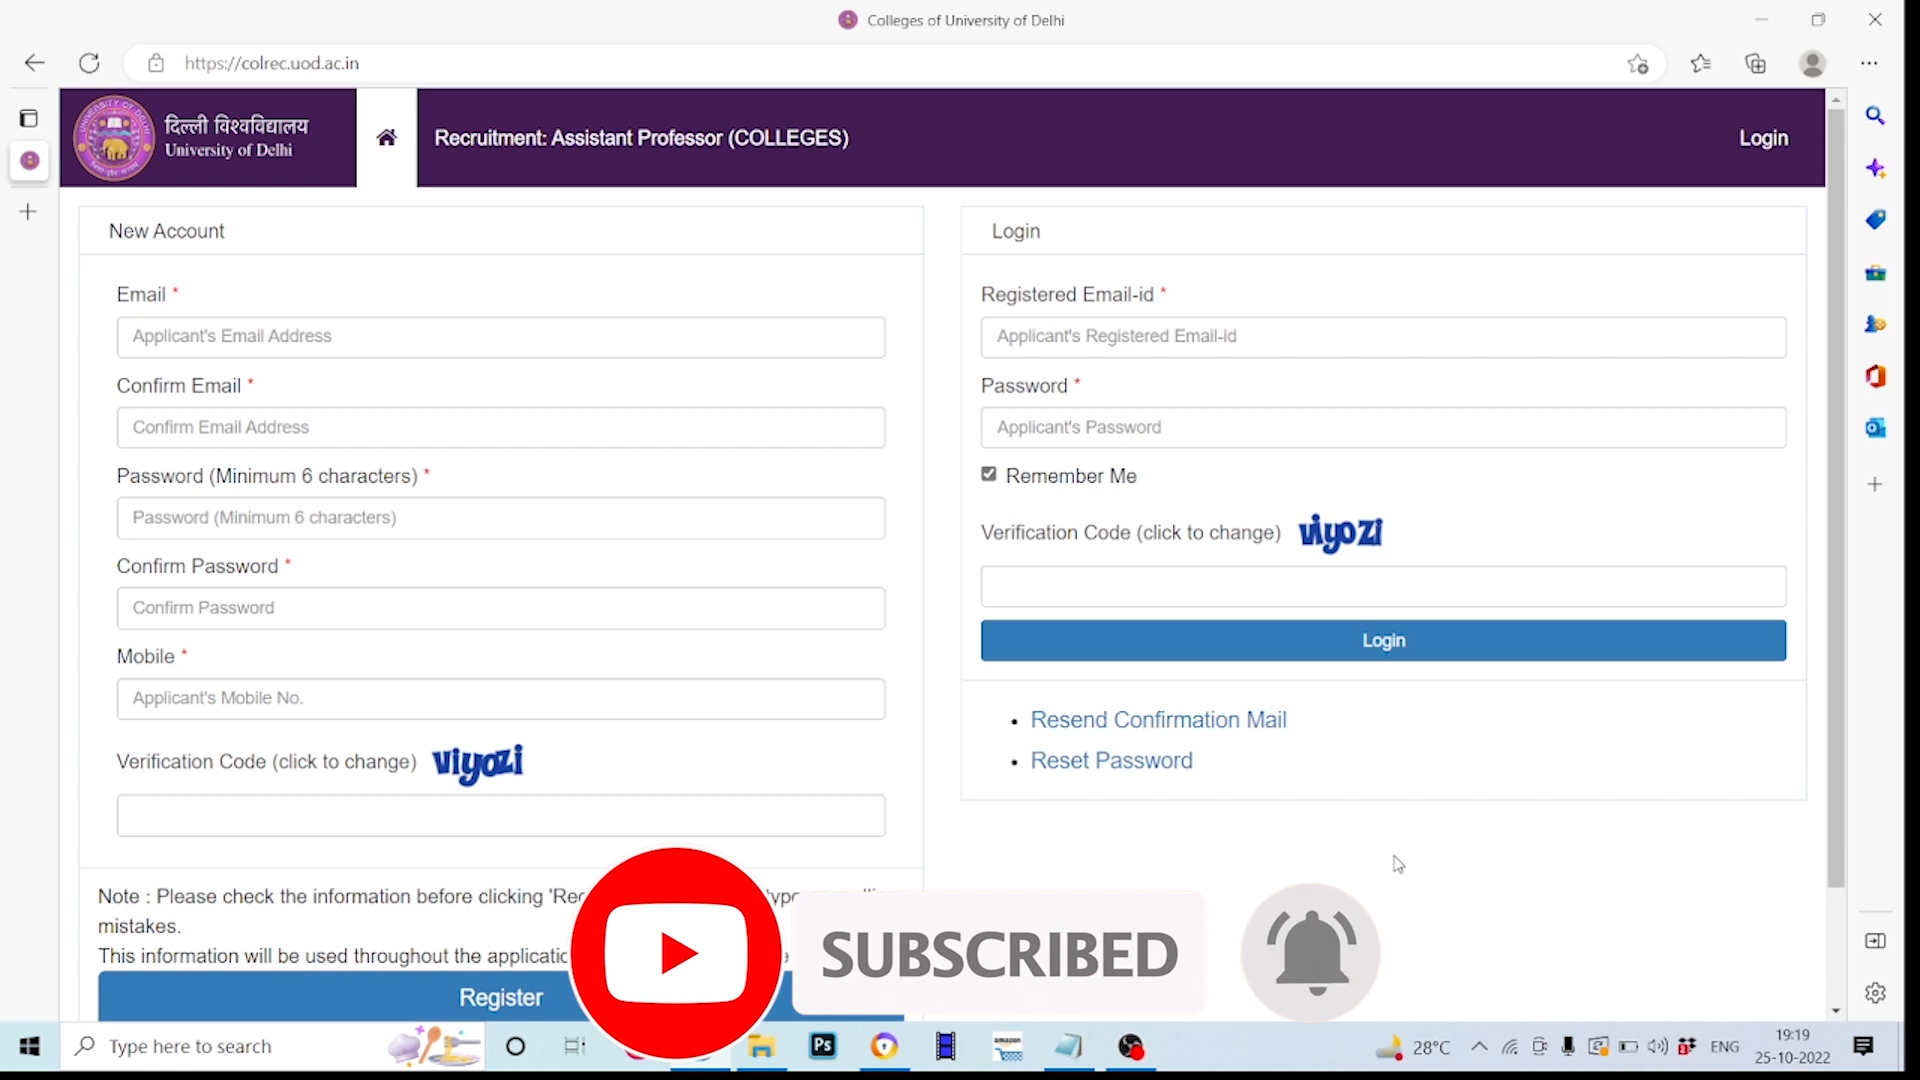 Colleges of University of Delhi
https://colrec.uod.ac.in
दिल्ली विश्वविद्यालय
University of Delhi
Recruitment: Assistant Professor (COLLEGES)
Login
New Account
Email *
Applicant's Email Address
Confirm Email *
Confirm Email Address
Password (Minimum 6 characters) *
Password (Minimum 6 characters)
Confirm Password *
Confirm Password
Mobile *
Applicant's Mobile No.
Verification Code (click to change) viyozi
Login
Registered Email-id *
Applicant's Registered Email-id
Password *
Applicant's Password
Remember Me
Verification Code (click to change) viyozi
Login
Resend Confirmation Mail
Reset Password
Note : Please check the information before clicking
mistakes.
This information will be used throughout the
Register
SUBSCRIBED
Type here to search
Ps
amazon
28°C
ENG
19:19
25-10-2022